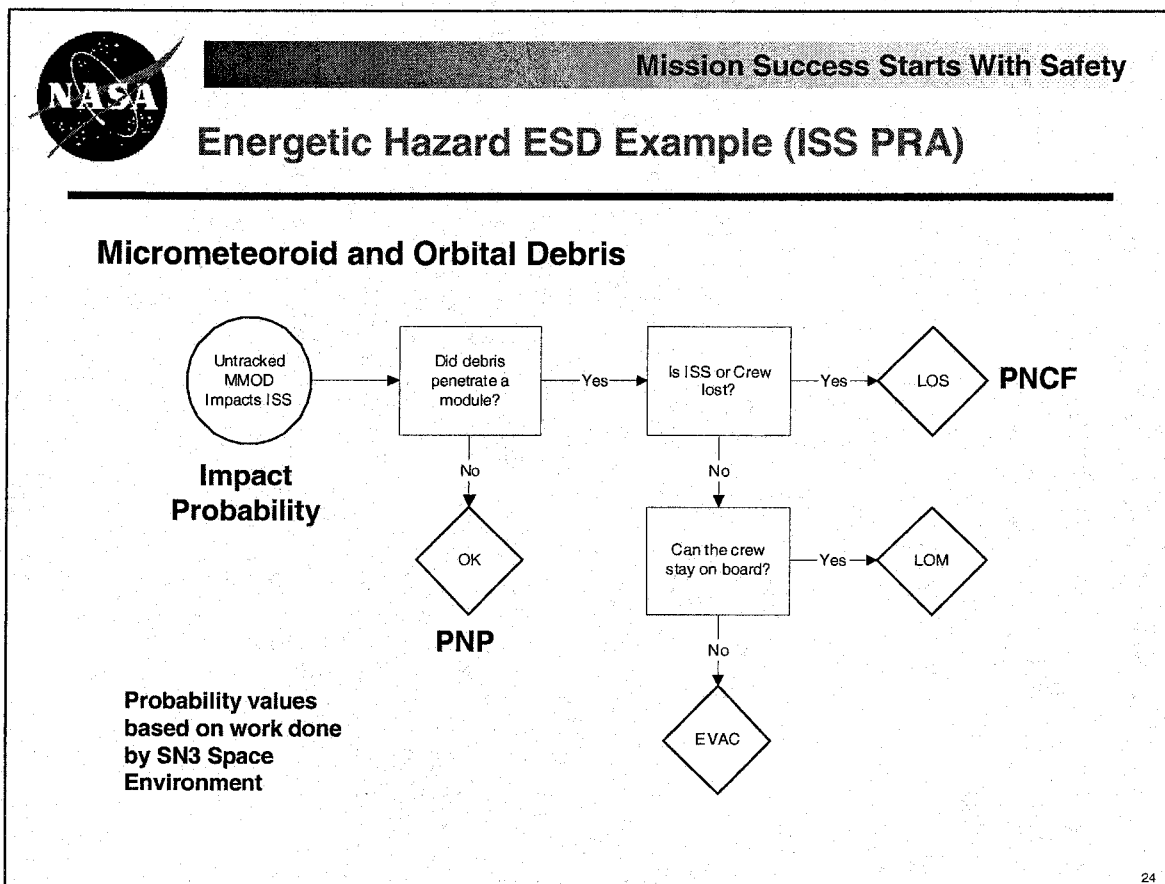 NASA
Mission Success Starts With Safety
Energetic Hazard ESD Example (ISS PRA)
Micrometeoroid and Orbital Debris
Untracked
MMOD
Impacts ISS
Did debris
penetrate a
module?
Yes
Is ISS or Crew
lost?
Yes
LOS
PNCF
Impact
Probability
No
No
OK
Can the crew
stay on board?
Yes
LOM
PNP
No
Probability values
based on work done
by SN3 Space
Environment
EVAC
24